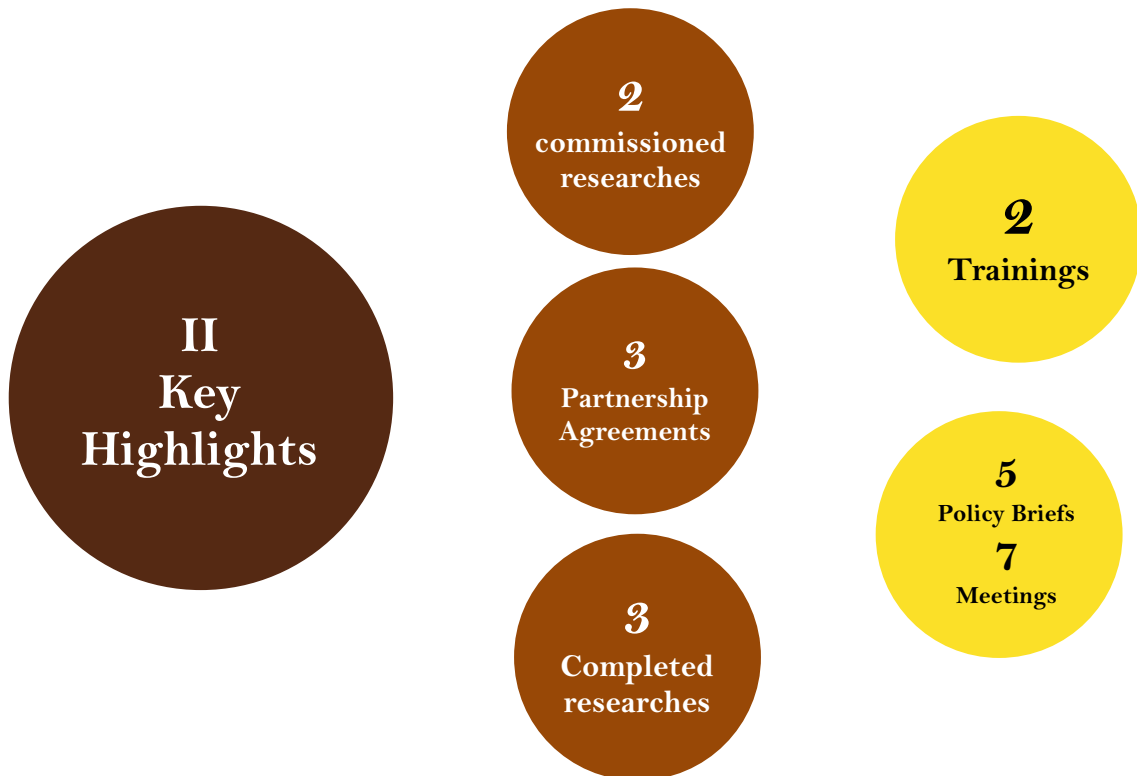 II
Key
Highlights
2
commissioned
researches
3
Partnership
Agreements
3
Completed
researches
2
Trainings
5
Policy Briefs
7
Meetings